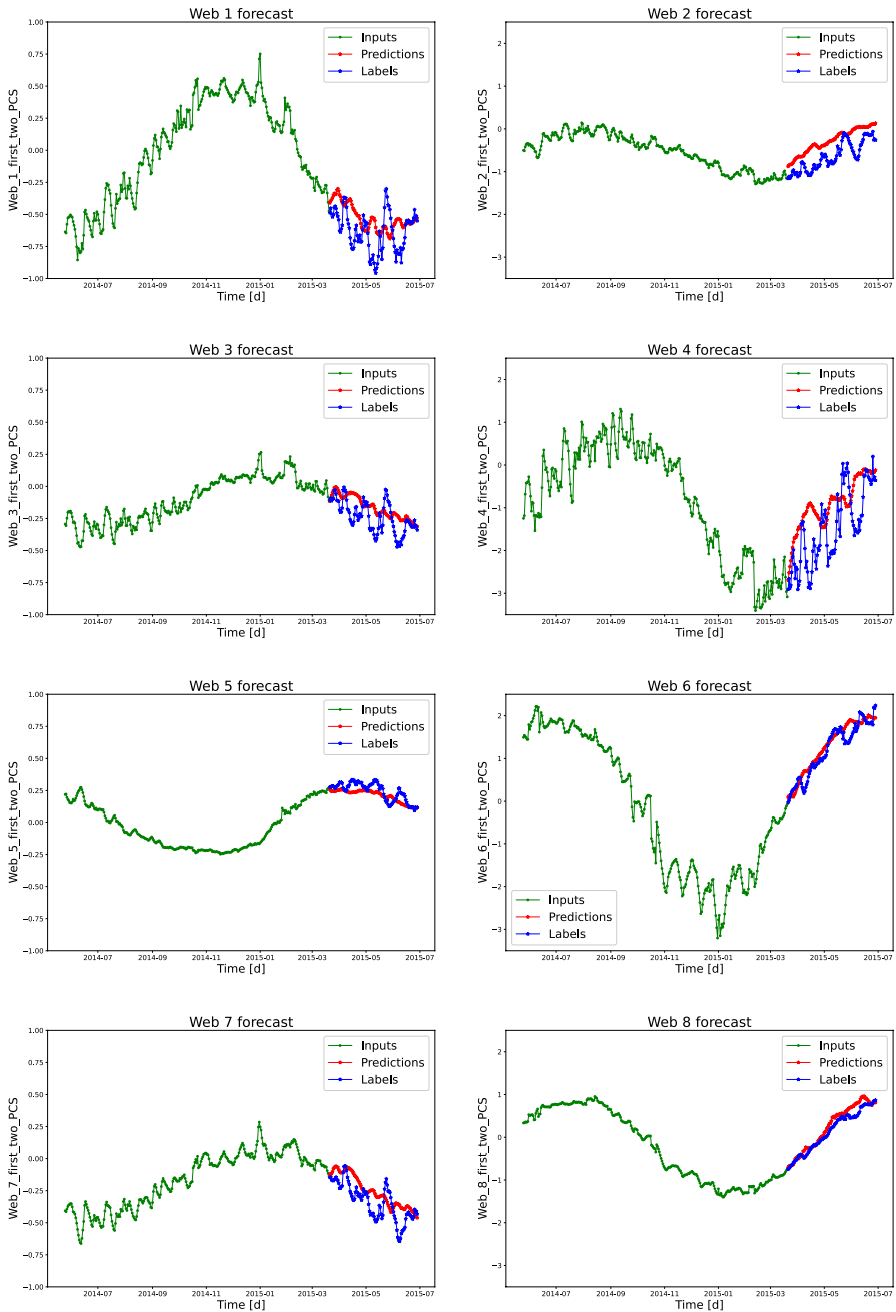 Web 1 forecast
Web_1_first_two_PCS
1.00
0.75
0.50
0.25
0.00
−0.25
−0.50
−0.75
−1.00
Inputs
Predictions
Labels
2014-07 2014-09 2014-11 2015-01 2015-03 2015-05 2015-07
Time [d]
Web 2 forecast
Web_2_first_two_PCS
2
1
0
−1
−2
−3
Inputs
Predictions
Labels
2014-07 2014-09 2014-11 2015-01 2015-03 2015-05 2015-07
Time [d]
Web 3 forecast
Web_3_first_two_PCS
1.00
0.75
0.50
0.25
0.00
−0.25
−0.50
−0.75
−1.00
Inputs
Predictions
Labels
2014-07 2014-09 2014-11 2015-01 2015-03 2015-05 2015-07
Time [d]
Web 4 forecast
Web_4_first_two_PCS
2
1
0
−1
−2
−3
Inputs
Predictions
Labels
2014-07 2014-09 2014-11 2015-01 2015-03 2015-05 2015-07
Time [d]
Web 5 forecast
Web_5_first_two_PCS
1.00
0.75
0.50
0.25
0.00
−0.25
−0.50
−0.75
−1.00
Inputs
Predictions
Labels
2014-07 2014-09 2014-11 2015-01 2015-03 2015-05 2015-07
Time [d]
Web 6 forecast
Web_6_first_two_PCS
2
1
0
−1
−2
−3
Inputs
Predictions
Labels
2014-07 2014-09 2014-11 2015-01 2015-03 2015-05 2015-07
Time [d]
Web 7 forecast
Web_7_first_two_PCS
1.00
0.75
0.50
0.25
0.00
−0.25
−0.50
−0.75
−1.00
Inputs
Predictions
Labels
2014-07 2014-09 2014-11 2015-01 2015-03 2015-05 2015-07
Time [d]
Web 8 forecast
Web_8_first_two_PCS
2
1
0
−1
−2
−3
Inputs
Predictions
Labels
2014-07 2014-09 2014-11 2015-01 2015-03 2015-05 2015-07
Time [d]